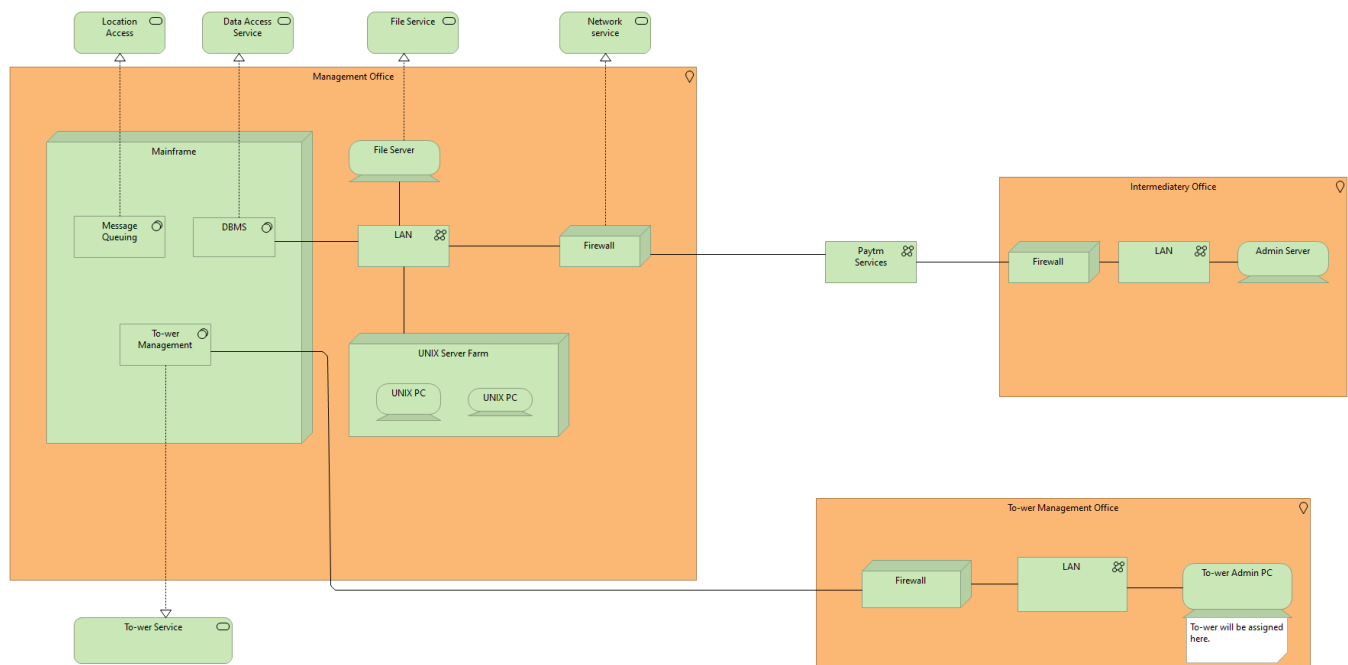 Location
Access
Data Access
Service
File Service
Network
service
Management Office
Mainframe
File Server
Message
Queuing
DBMS
LAN
Firewall
To-wer
Management
UNIX Server Farm
UNIX PC
UNIX PC
To-wer Service
Paytm
Services
Intermediatery Office
Firewall
LAN
Admin Server
To-wer Management Office
Firewall
LAN
To-wer Admin PC
To-wer will be assigned
here.